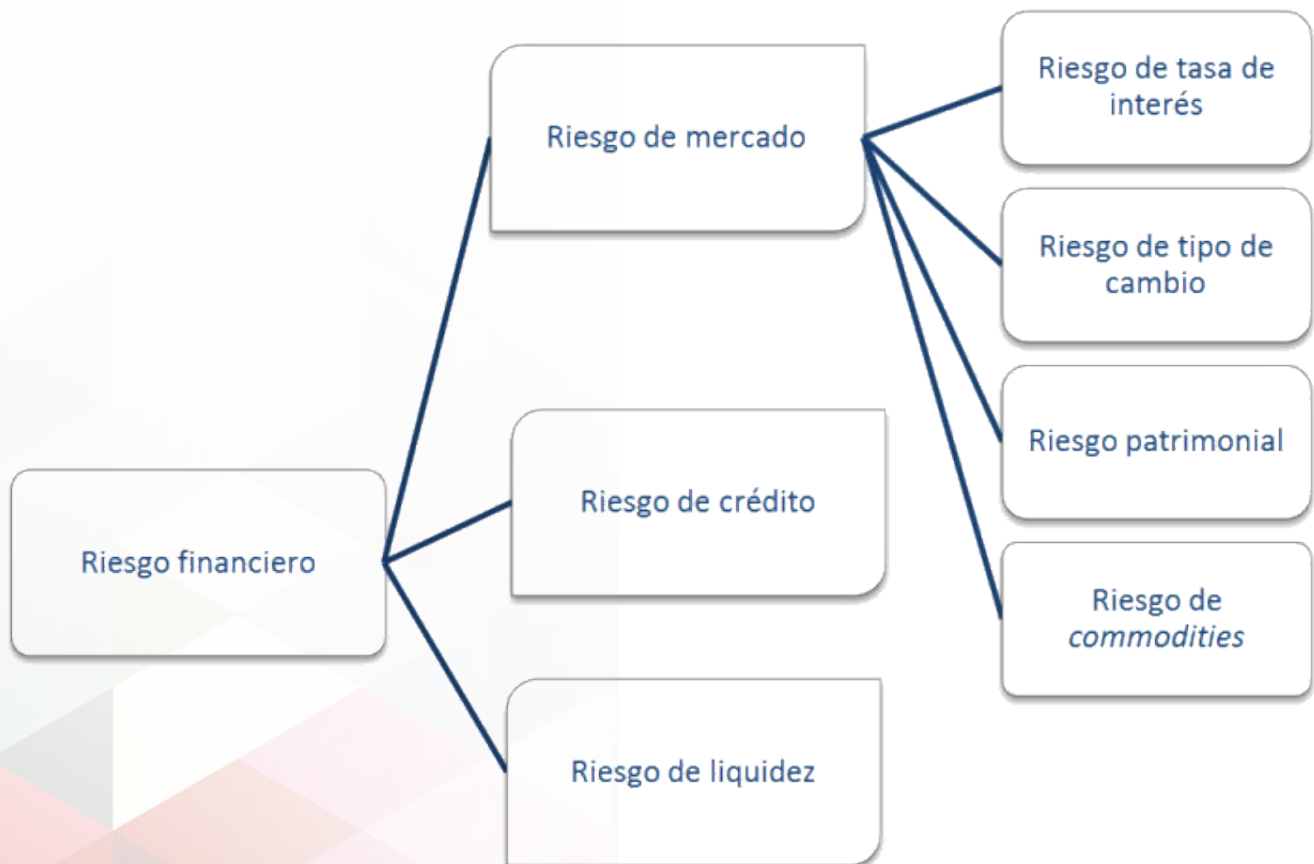 Riesgo financiero
Riesgo de mercado
Riesgo de crédito
Riesgo de liquidez
Riesgo de tasa de
interés
Riesgo de tipo de
cambio
Riesgo patrimonial
Riesgo de
commodities